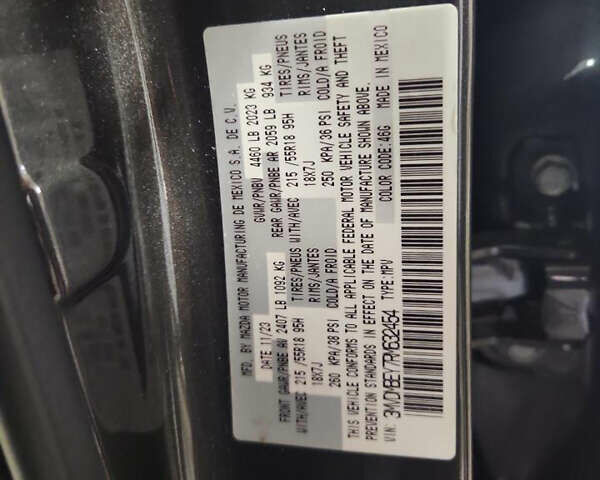 MFD. BY MAZDA MOTOR MANUFACTURING DE MEXICO S.A. DE C.V.
DATE 11/23 GVWR/PNBV 4460 LB 2023 KG
FRONT GAWR/PNBE AV 2407 LB 1092 KG REAR GAWR/PNBE AR 2059 LB 934 KG
WITH/AVEC 215 /55R18 95H TIRES/PNEUS WITH/AVEC 215 /55R18 95H TIRES/PNEUS
18X7J RIMS/JANTES 18X7J RIMS/JANTES
260 KPA/38 PSI COLD/A FROID 250 KPA/36 PSI COLD/A FROID
THIS VEHICLE CONFORMS TO ALL APPLICABLE FEDERAL MOTOR VEHICLE SAFETY AND THEFT
PREVENTION STANDARDS IN EFFECT ON THE DATE OF MANUFACTURE SHOWN ABOVE.
MADE IN MEXICO
VIN: 3MVDMBEY7RM632454 TYPE:MPV COLOR CODE:46G